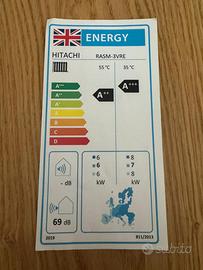 ENERGY
HITACHI
RASM-3VRE
55 °C
35 °C
A++
A+++
A+++
A++
A+
A
B
C
D
- dB
69 dB
6 8
6 7
6 8
kW kW
2019
811/2013
subito